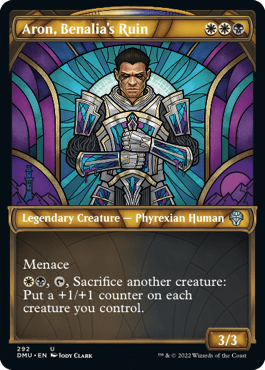 Aron, Benalia's Ruin
Legendary Creature — Phyrexian Human
Menace
, , Sacrifice another creature:
Put a +1/+1 counter on each
creature you control.
3/3
292 U
DMU • EN Jody Clark
™ & © 2022 Wizards of the Coast